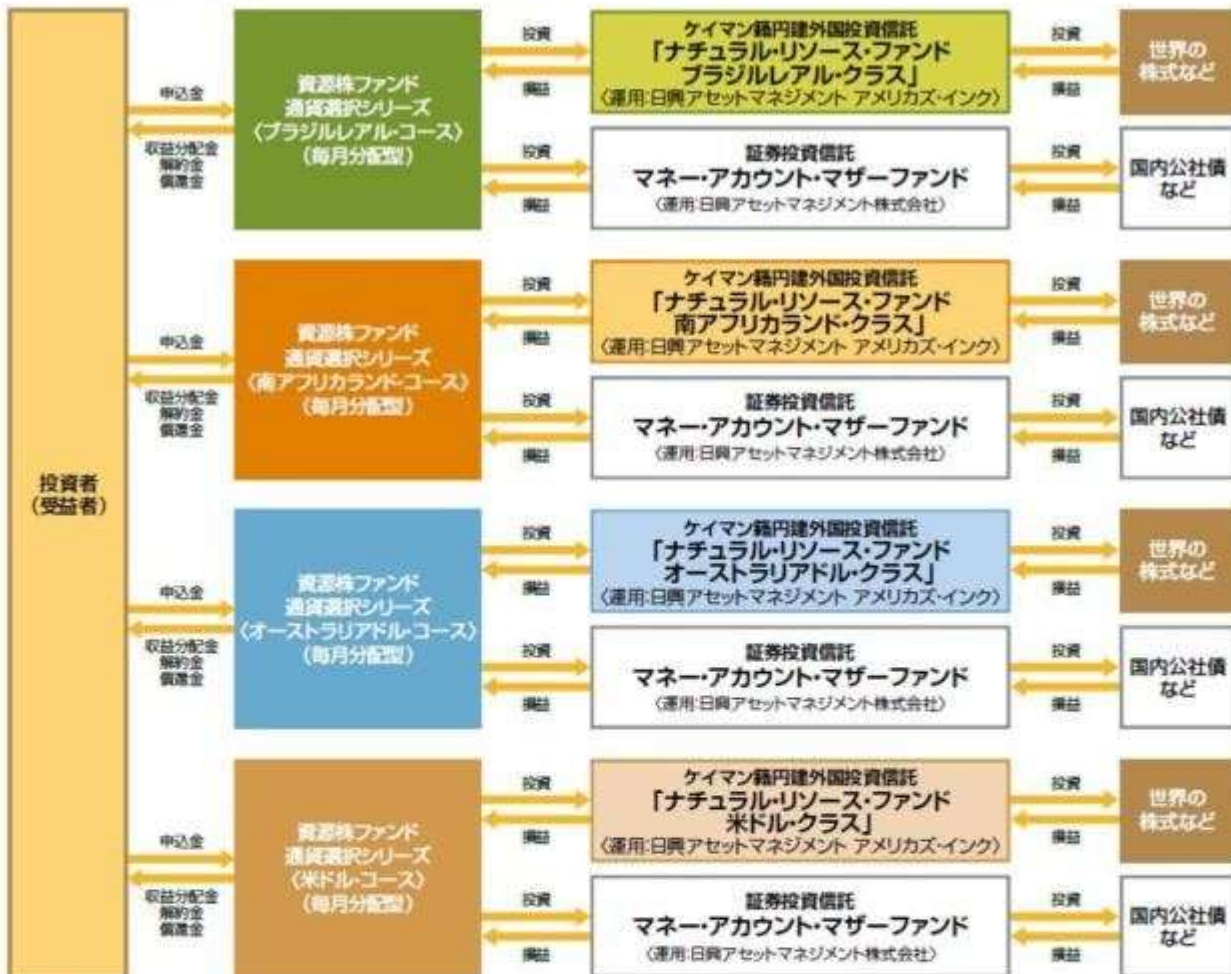 投資者
(受益者)
申込金
収益分配金
解約金
償還金
資源株ファンド
通貨選択シリーズ
〈ブラジルレアル・コース〉
(毎月分配型)
投資
損益
ケイマン籍円建外国投資信託
「ナチュラル・リソース・ファンド
ブラジルレアル・クラス」
〈運用:日興アセットマネジメント アメリカズ・インク〉
投資
損益
世界の
株式など
投資
損益
証券投資信託
マネー・アカウント・マザーファンド
〈運用:日興アセットマネジメント株式会社〉
投資
損益
国内公社債
など
申込金
収益分配金
解約金
償還金
資源株ファンド
通貨選択シリーズ
〈南アフリカランド・コース〉
(毎月分配型)
投資
損益
ケイマン籍円建外国投資信託
「ナチュラル・リソース・ファンド
南アフリカランド・クラス」
〈運用:日興アセットマネジメント アメリカズ・インク〉
投資
損益
世界の
株式など
投資
損益
証券投資信託
マネー・アカウント・マザーファンド
〈運用:日興アセットマネジメント株式会社〉
投資
損益
国内公社債
など
申込金
収益分配金
解約金
償還金
資源株ファンド
通貨選択シリーズ
〈オーストラリアドル・コース〉
(毎月分配型)
投資
損益
ケイマン籍円建外国投資信託
「ナチュラル・リソース・ファンド
オーストラリアドル・クラス」
〈運用:日興アセットマネジメント アメリカズ・インク〉
投資
損益
世界の
株式など
投資
損益
証券投資信託
マネー・アカウント・マザーファンド
〈運用:日興アセットマネジメント株式会社〉
投資
損益
国内公社債
など
申込金
収益分配金
解約金
償還金
資源株ファンド
通貨選択シリーズ
〈米ドル・コース〉
(毎月分配型)
投資
損益
ケイマン籍円建外国投資信託
「ナチュラル・リソース・ファンド
米ドル・クラス」
〈運用:日興アセットマネジメント アメリカズ・インク〉
投資
損益
世界の
株式など
投資
損益
証券投資信託
マネー・アカウント・マザーファンド
〈運用:日興アセットマネジメント株式会社〉
投資
損益
国内公社債
など